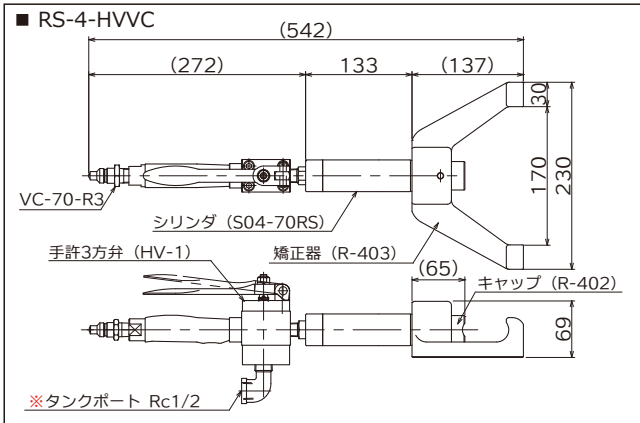 ■ RS-4-HVVC
(542)
(272) 133 (137)
30
170
230
VC-70-R3
シリンダ（S04-70RS）
手許3方弁（HV-1） 矯正器（R-403）
(65) キャップ（R-402）
69
※タンクポート Rc1/2